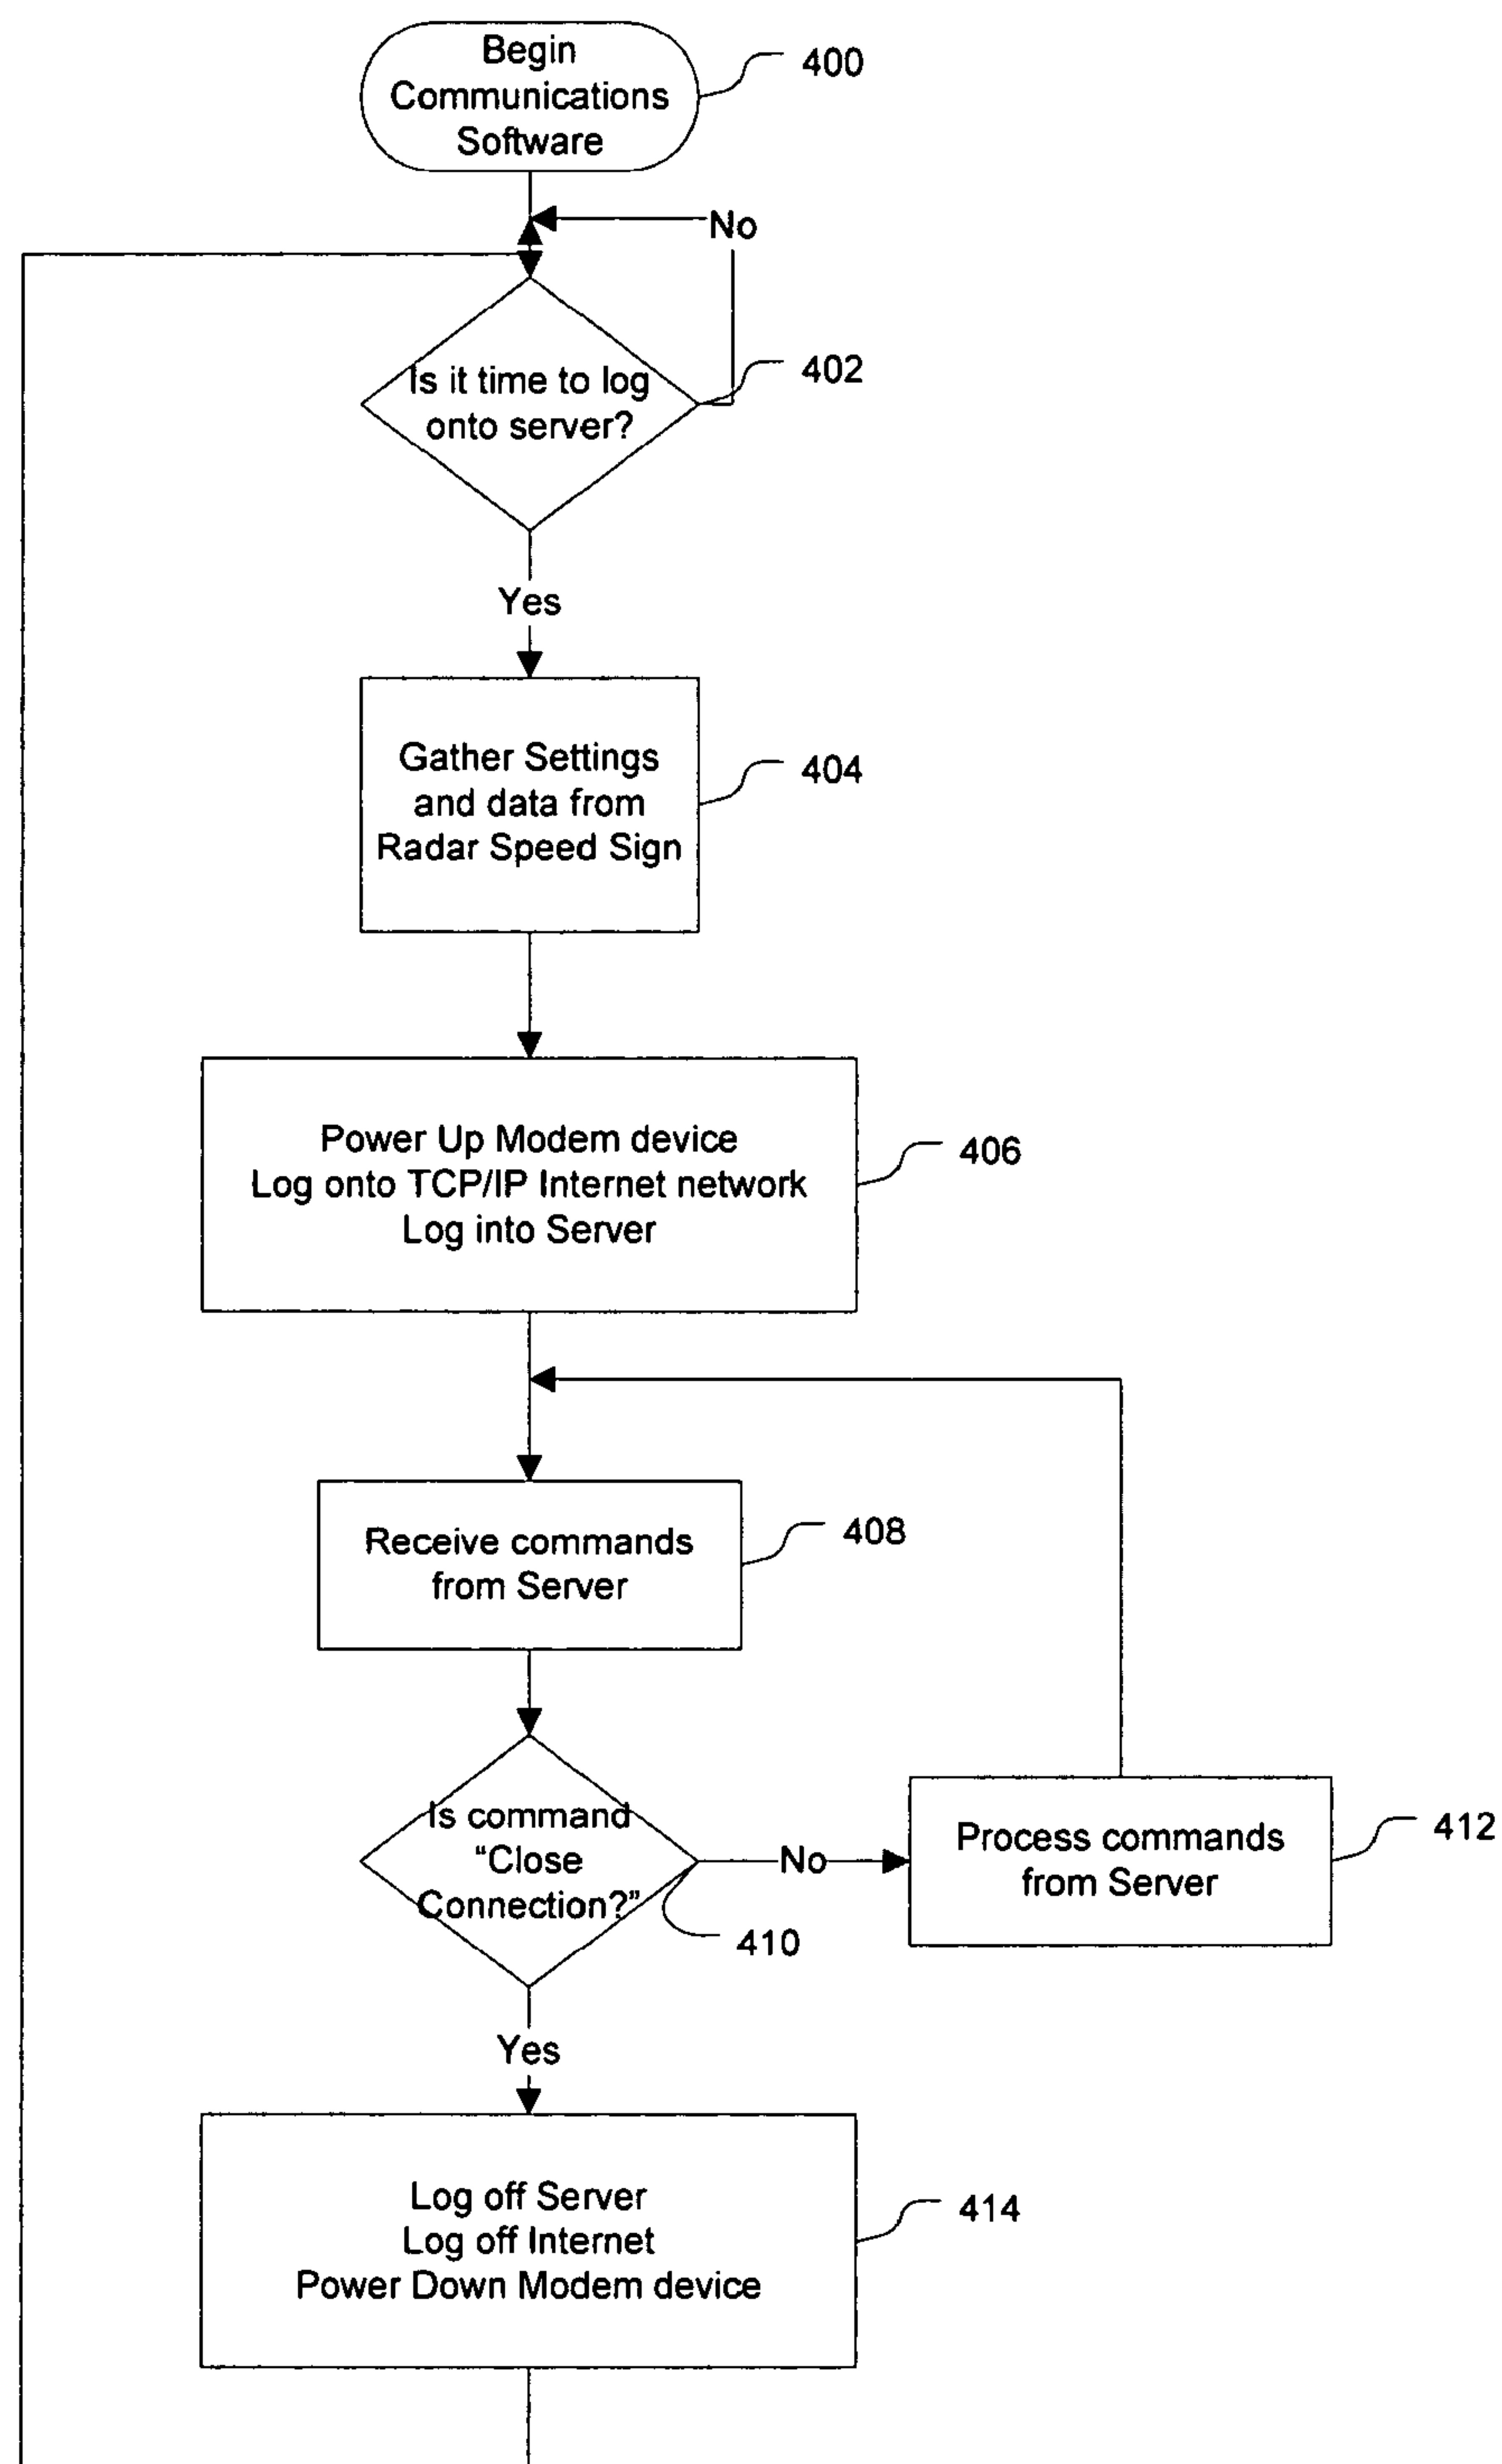 Begin
Communications
Software
400
No
Is it time to log
onto server?
402
Yes
Gather Settings
and data from
Radar Speed Sign
404
Power Up Modem device
Log onto TCP/IP Internet network
Log into Server
406
Receive commands
from Server
408
Is command
“Close
Connection?”
410
No
Process commands
from Server
412
Yes
Log off Server
Log off Internet
Power Down Modem device
414